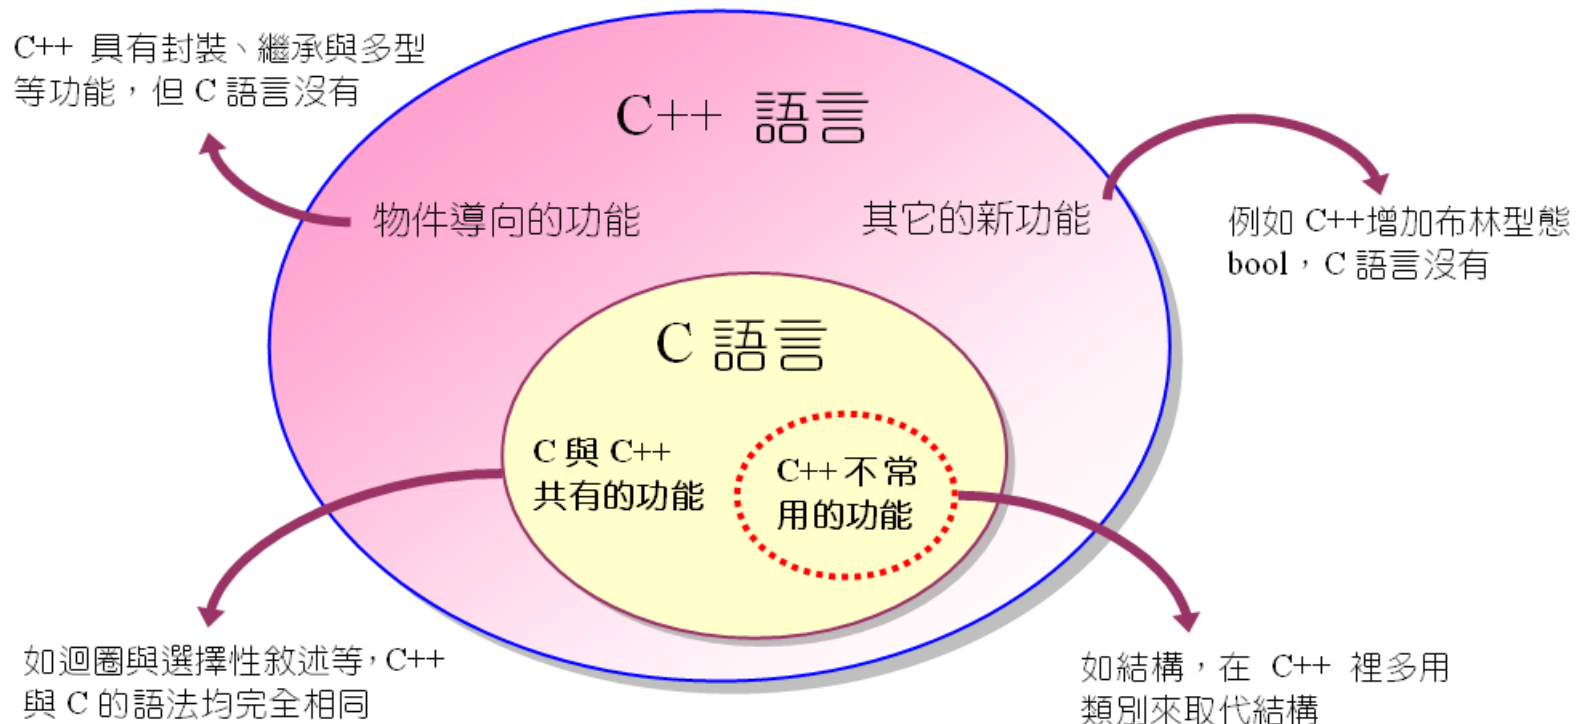 C++ 具有封裝、繼承與多型
等功能，但 C 語言沒有
C++ 語言
物件導向的功能
其它的新功能
例如 C++增加布林型態
bool，C 語言沒有
C 語言
C 與 C++
共有的功能
C++ 不常
用的功能
如迴圈與選擇性敘述等，C++
與 C 的語法均完全相同
如結構，在 C++ 裡多用
類別來取代結構